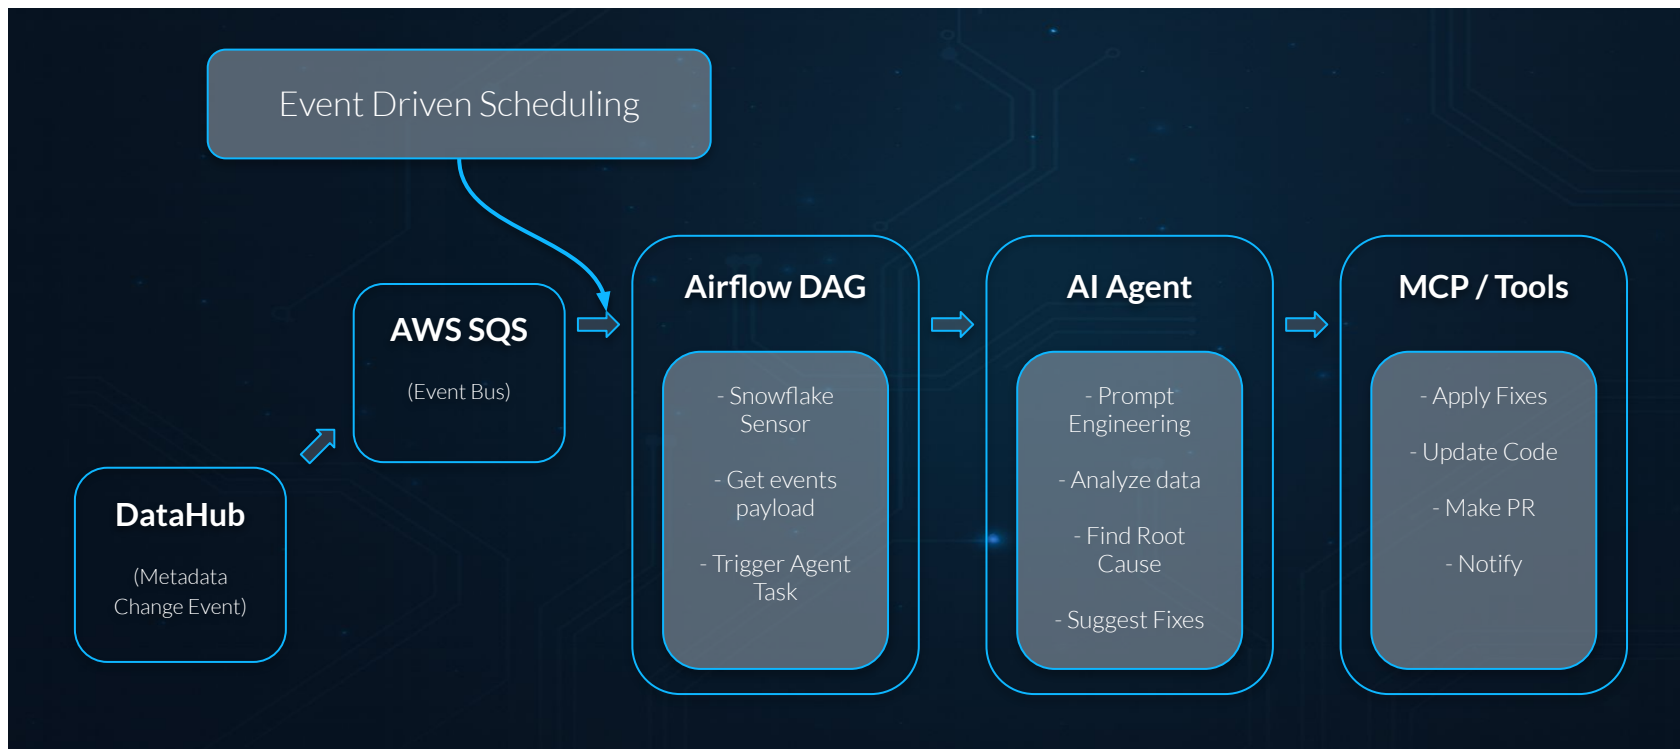 Event Driven Scheduling
DataHub
(Metadata
Change Event)
AWS SQS
(Event Bus)
Airflow DAG
- Snowflake
Sensor
- Get events
payload
- Trigger Agent
Task
AI Agent
- Prompt
Engineering
- Analyze data
- Find Root
Cause
- Suggest Fixes
MCP / Tools
- Apply Fixes
- Update Code
- Make PR
- Notify